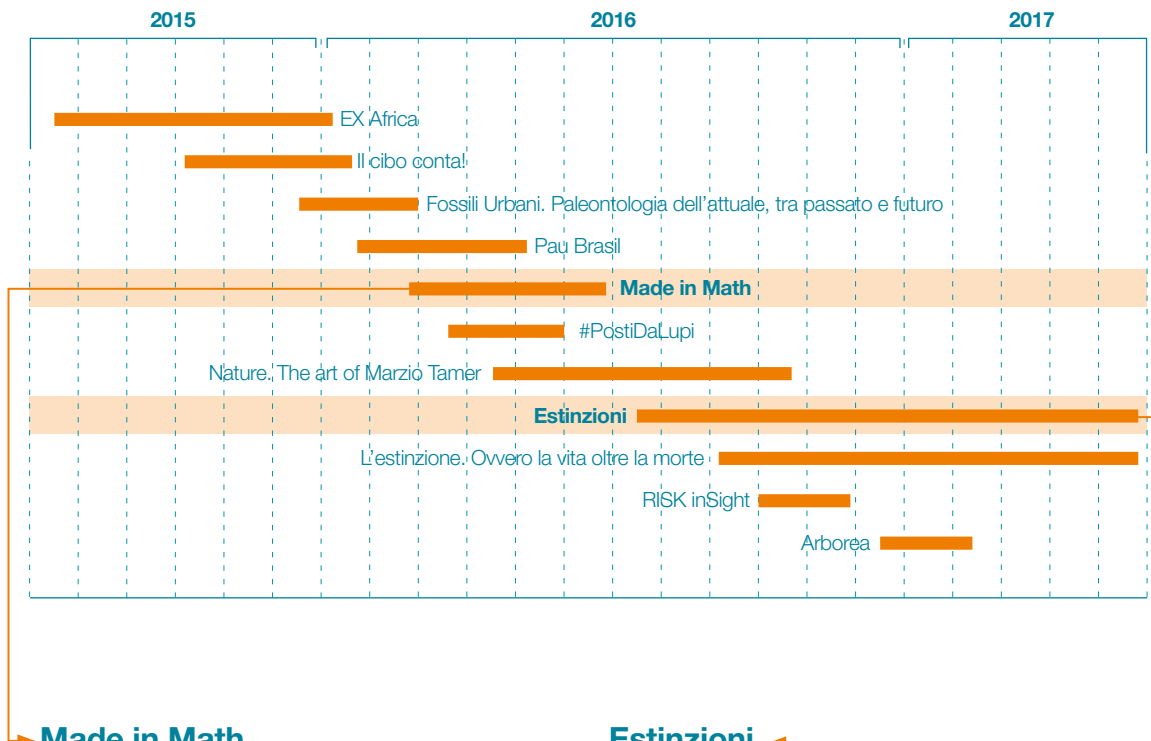 2015 2016 2017
EX Africa
Il cibo conta!
Fossili Urbani. Paleontologia dell'attuale, tra passato e futuro
Pau Brasil
Made in Math
#PostiDaLupi
Nature. The art of Marzio Tamer
Estinzioni
L'estinzione. Ovvero la vita oltre la morte
RISK inSight
Arborea
Made in Math Estinzioni